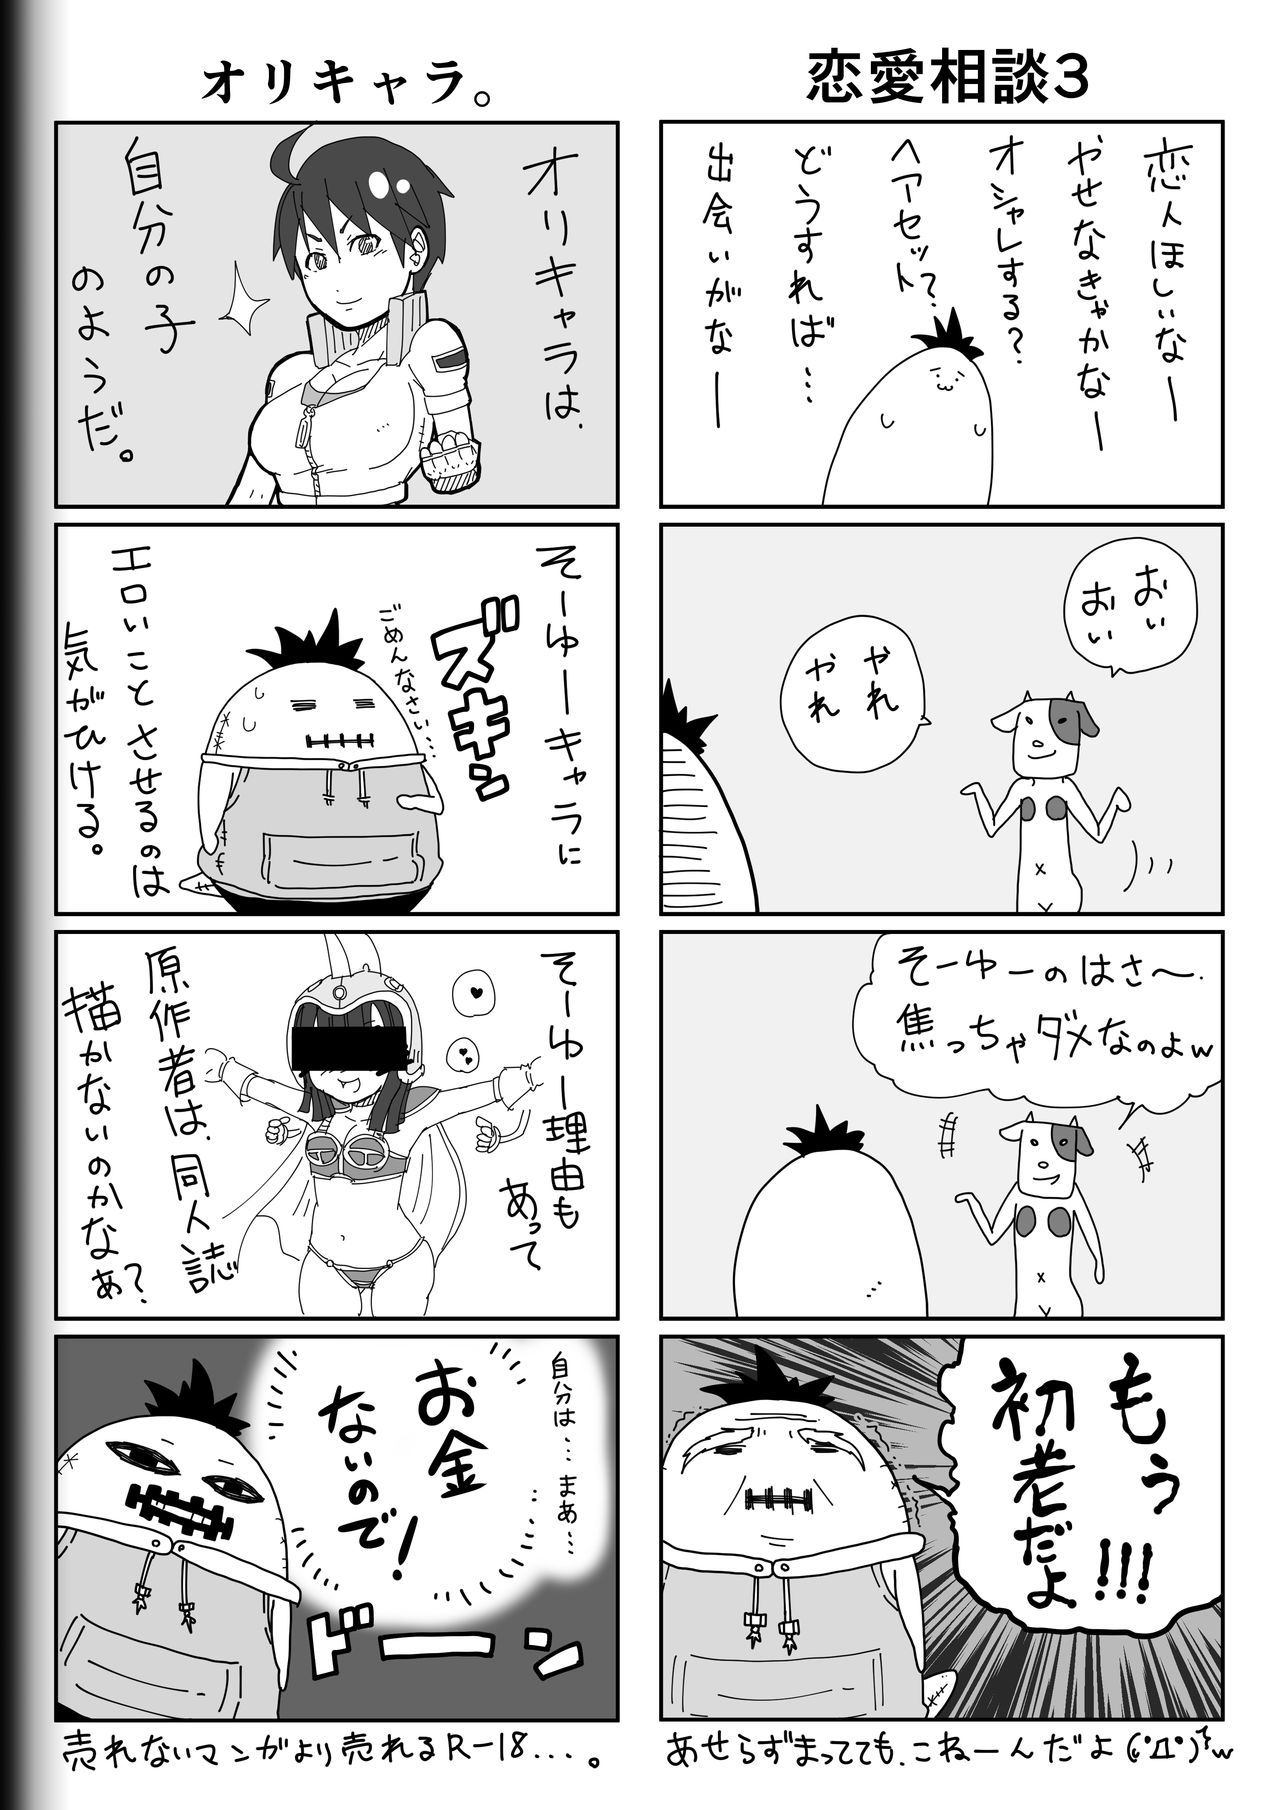 恋愛相談3
恋人ほしいなー
やせなきゃかなー
オシャレする?
ヘアセット?
どうすれば…
出会いがなー
おい
おい
やれ
やれ
そーゆーのはさ〜.
焦っちゃダメなのよw
もぅ
初老だよ
!!!
あせらずまってても、こねーんだよ(;゚Д゚)w
オリキャラ。
オリキャラは、
自分の子
のようだ。
そーゆーキャラに
ズキン
ごめんなさい…
エロいことさせるのは
気がひける。
そーゆー理由も
あって
原作者は、同人誌
描かないのかなぁ?
自分は…まあ…
お金
ないので!
ドーン
売れないマンガより売れるR-18...。